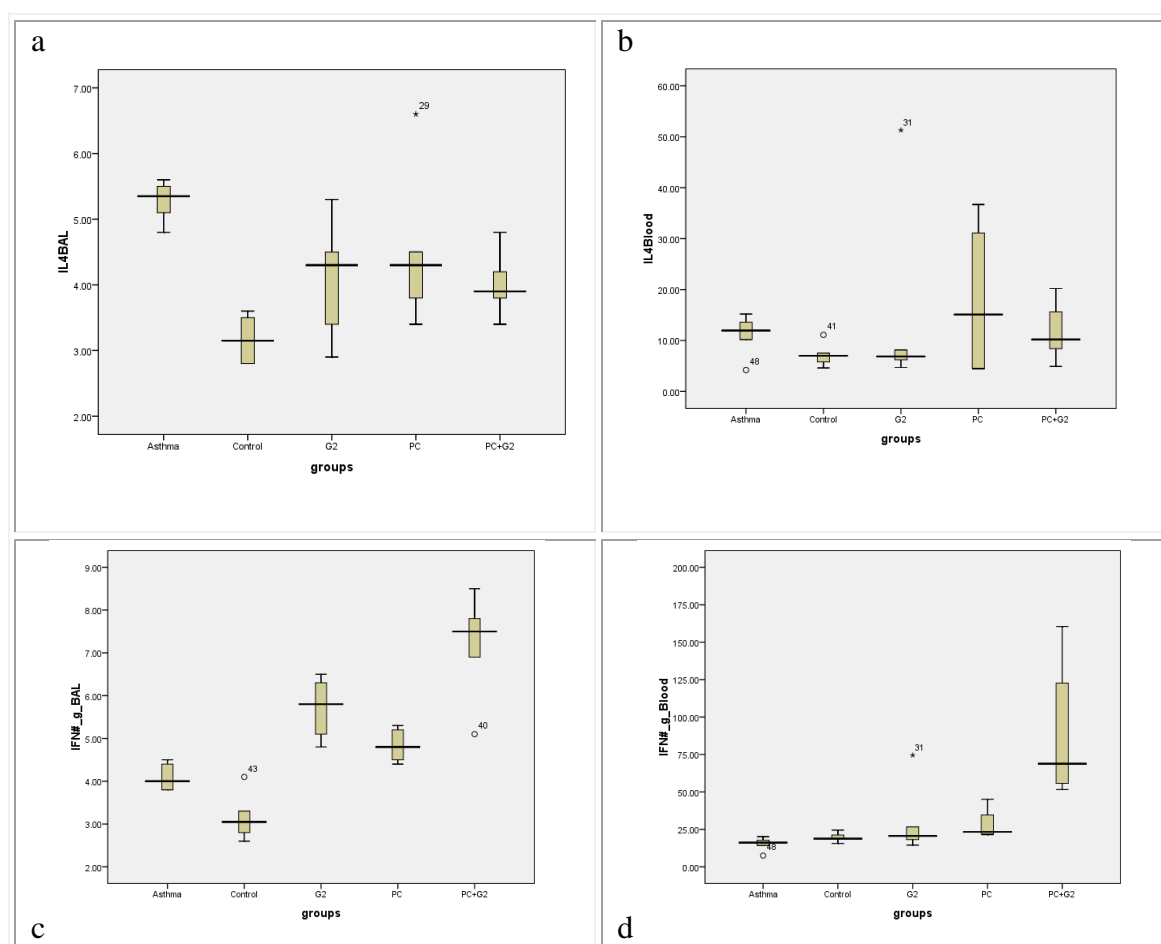 a
7.00
6.00
5.00
4.00
3.00
2.00
IL4BAL
29
Asthma Control G2 PC PC+G2
groups
b
60.00
50.00
40.00
30.00
20.00
10.00
0.00
IL4Blood
48
41
31
Asthma Control G2 PC PC+G2
groups
9.00
8.00
7.00
6.00
5.00
4.00
3.00
2.00
IFN#_g_BAL
43
40
Asthma Control G2 PC PC+G2
groups
c
200.00
175.00
150.00
125.00
100.00
75.00
50.00
25.00
0.00
IFN#_g_Blood
48
31
Asthma Control G2 PC PC+G2
groups
d